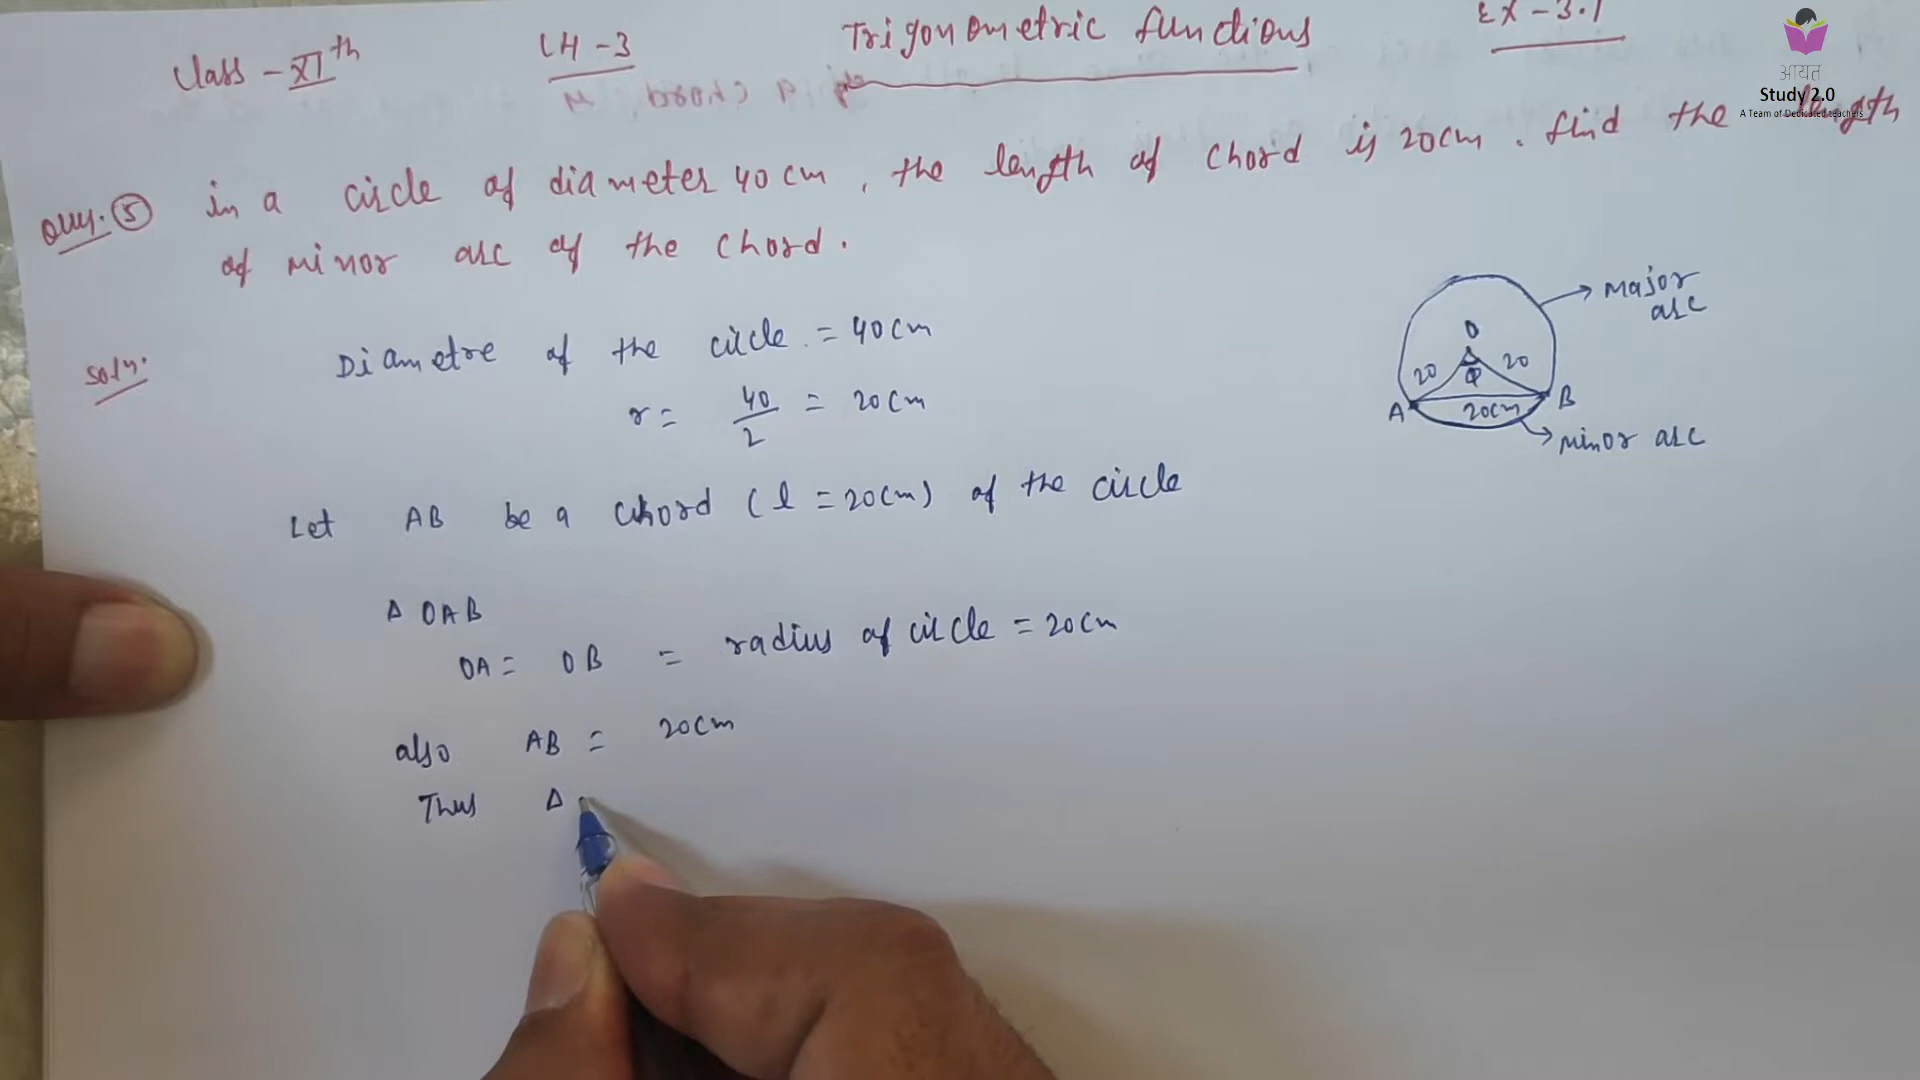 Class - XIth CH - 3 Trigonometric functions Ex - 3.1
आयत
Study 2.0
A Team of Dedicated teachers
Ques. 5 in a circle of diameter 40 cm, the length of chord is 20cm. find the length
of minor arc of the chord.
Soln. Diametre of the circle = 40cm
r = 40/2 = 20cm
Let AB be a chord (l = 20cm) of the circle
Δ OAB
OA = OB = radius of circle = 20cm
also AB = 20cm
Thus Δ
Major
arc
O
20 20
A 20cm B
minor arc